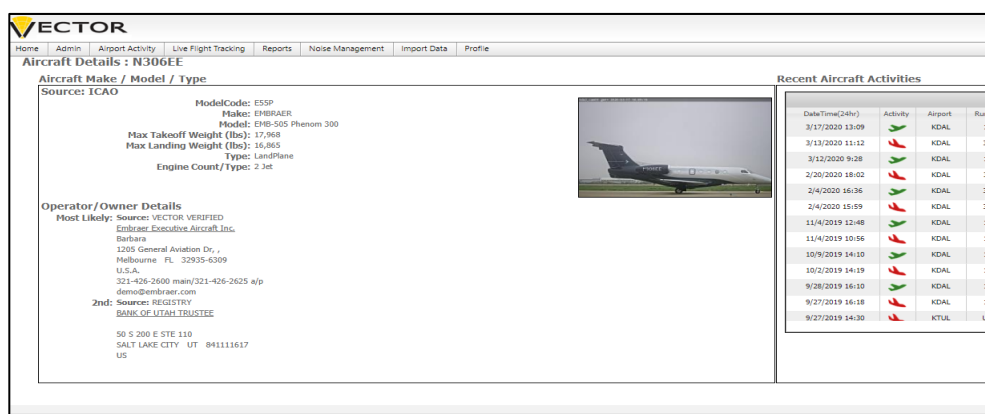 VECTOR
Home Admin Airport Activity Live Flight Tracking Reports Noise Management Import Data Profile
Aircraft Details : N306EE
Aircraft Make / Model / Type
Source: ICAO
ModelCode: E55P
Make: EMBRAER
Model: EMB-505 Phenom 300
Max Takeoff Weight (lbs): 17,968
Max Landing Weight (lbs): 16,865
Type: LandPlane
Engine Count/Type: 2 Jet
Operator/Owner Details
Most Likely: Source: VECTOR VERIFIED
Embraer Executive Aircraft Inc.
Barbara
1205 General Aviation Dr, ,
Melbourne FL 32935-6309
U.S.A.
321-426-2600 main/321-426-2625 a/p
demo@embraer.com
2nd: Source: REGISTRY
BANK OF UTAH TRUSTEE
50 S 200 E STE 110
SALT LAKE CITY UT 841111617
US
Recent Aircraft Activities
DateTime(24hr) Activity Airport
3/17/2020 13:09 KDAL
3/13/2020 11:12 KDAL
3/12/2020 9:28 KDAL
2/20/2020 18:02 KDAL
2/4/2020 16:36 KDAL
2/4/2020 15:59 KDAL
11/4/2019 12:48 KDAL
11/4/2019 10:56 KDAL
10/9/2019 14:10 KDAL
10/2/2019 14:19 KDAL
9/28/2019 16:10 KDAL
9/27/2019 16:18 KDAL
9/27/2019 14:30 KTUL